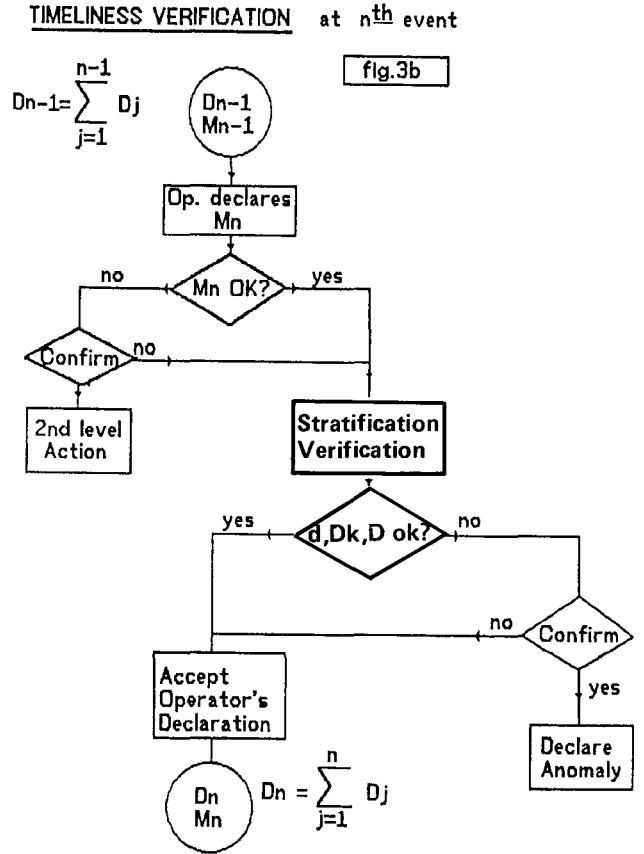 TIMELINESS VERIFICATION at nth event
fig.3b
Dn-1= n-1 ∑ j=1 Dj
Dn-1
Mn-1
Op. declares
Mn
no
Mn OK?
yes
Confirm
no
2nd level
Action
Stratification
Verification
yes
d,Dk,D ok?
no
no
Confirm
Accept
Operator's
Declaration
yes
Declare
Anomaly
Dn
Mn
Dn = n ∑ j=1 Dj